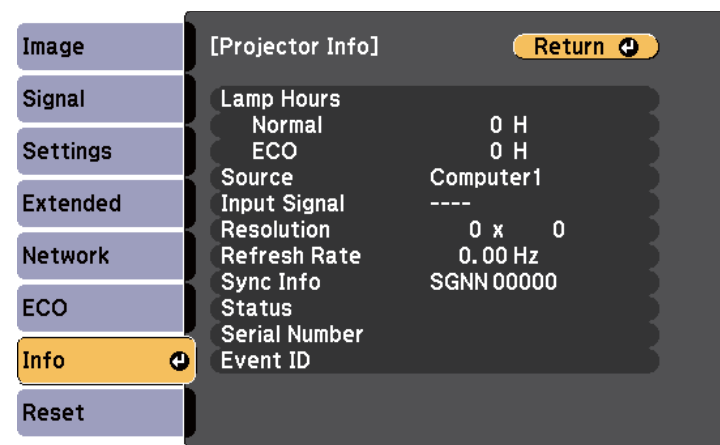 Image
Signal
Settings
Extended
Network
ECO
Info
Reset
[Projector Info]
Return
Lamp Hours
Normal 0 H
ECO 0 H
Source Computer1
Input Signal ----
Resolution 0 x 0
Refresh Rate 0.00 Hz
Sync Info SGNN 00000
Status
Serial Number
Event ID